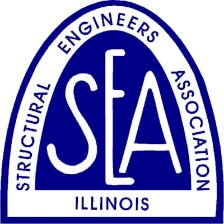 STRUCTURAL ENGINEERS ASSOCIATION
SEA
ILLINOIS